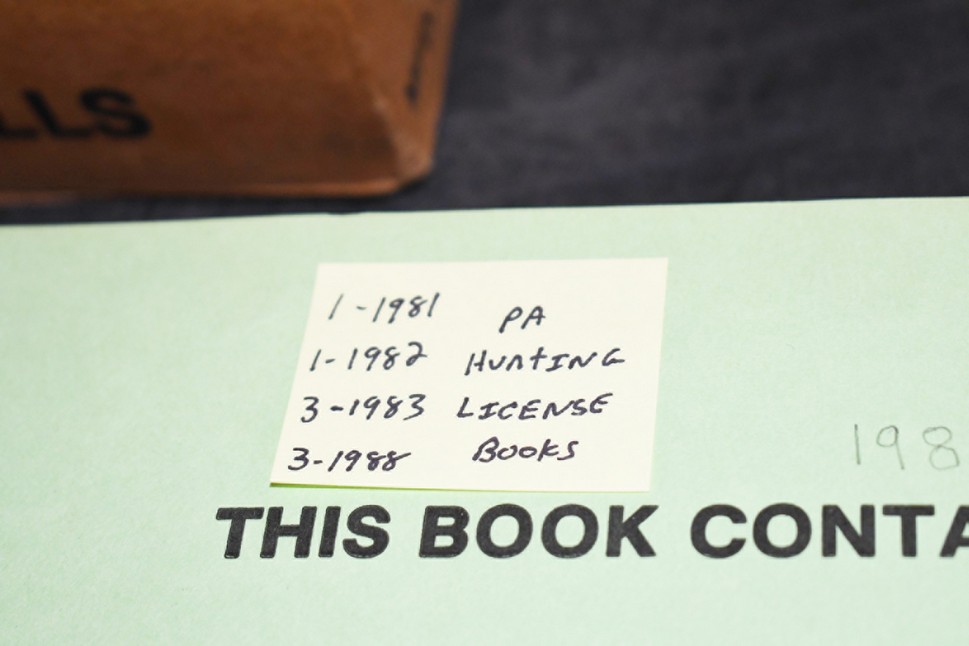 LLS
1-1981 PA
1-1982 HUNTING
3-1983 LICENSE
3-1988 BOOKS
198
THIS BOOK CONTA